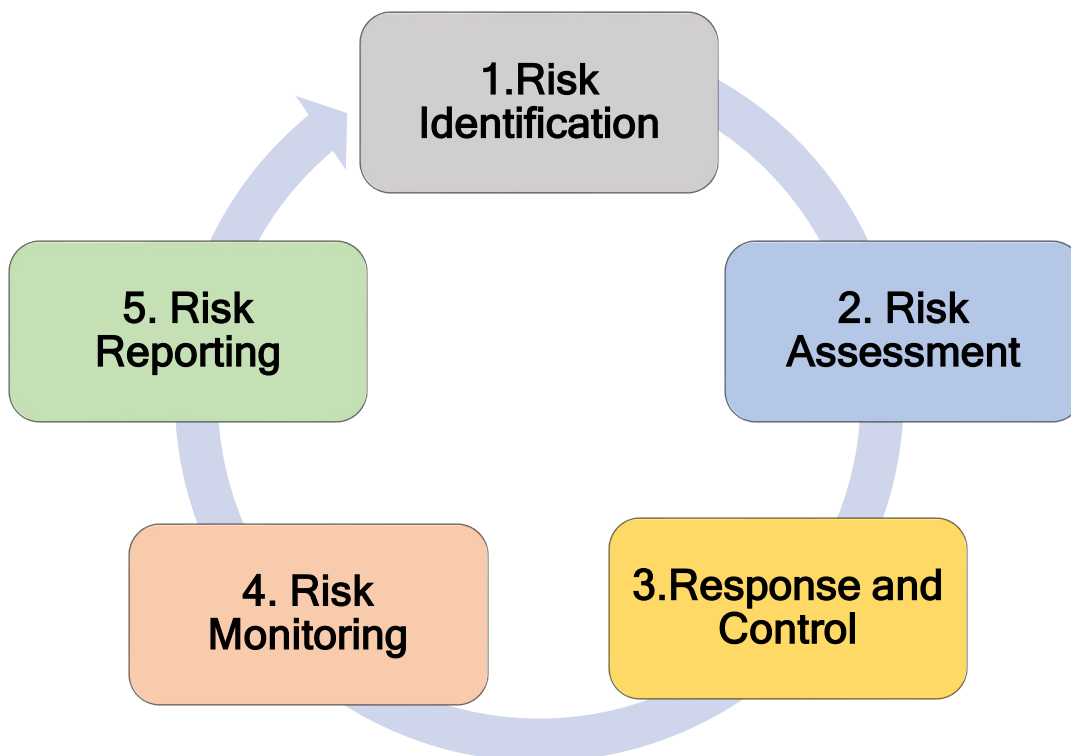 1.Risk
Identification
2. Risk
Assessment
3.Response and
Control
4. Risk
Monitoring
5. Risk
Reporting